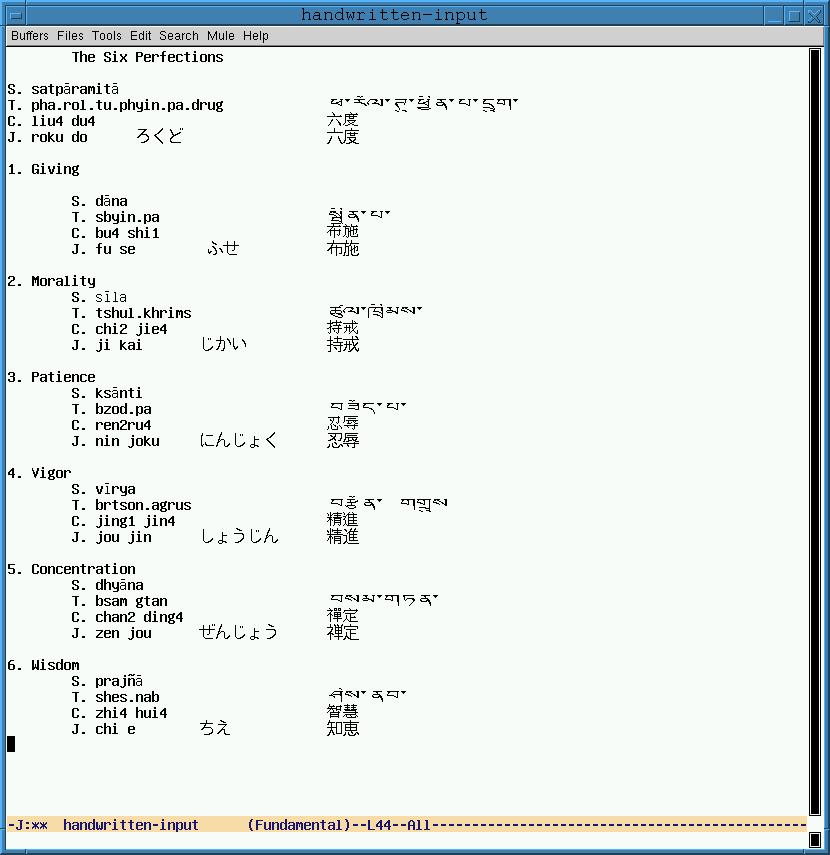 handwritten-input
Buffers Files Tools Edit Search Mule Help
The Six Perfections
S. satpāramitā
T. pha.rol.tu.phyin.pa.drug ཕ་རོལ་ཏུ་ཕྱིན་པ་དྲུག་
C. liu4 du4 六度
J. roku do ろくど 六度
1. Giving
S. dāna
T. sbyin.pa སྦྱིན་པ་
C. bu4 shi1 布施
J. fu se ふせ 布施
2. Morality
S. sīla
T. tshul.khrims ཚུལ་ཁྲིམས་
C. chi2 jie4 持戒
J. ji kai じかい 持戒
3. Patience
S. ksānti
T. bzod.pa བཟོད་པ་
C. ren2ru4 忍辱
J. nin joku にんじょく 忍辱
4. Vigor
S. vīrya
T. brtson.agrus བརྩོན་ གགྲུས
C. jing1 jin4 精進
J. jou jin しょうじん 精進
5. Concentration
S. dhyāna
T. bsam gtan བསམ་གཏན་
C. chan2 ding4 禪定
J. zen jou ぜんじょう 禅定
6. Wisdom
S. prajñā
T. shes.nab ཤེས་ནབ་
C. zhi4 hui4 智慧
J. chi e ちえ 知恵
-J:** handwritten-input (Fundamental)--L44--All----------------------------------------------